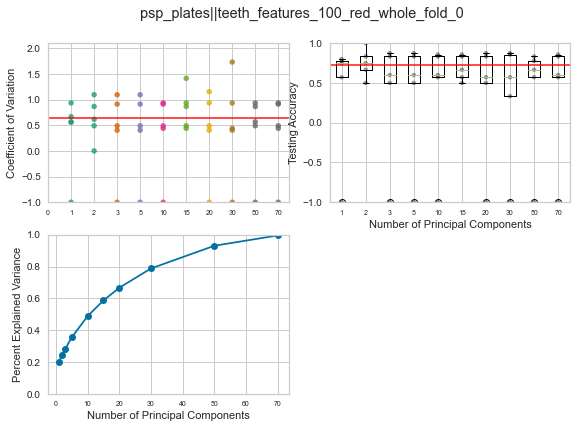 psp_plates||teeth_features_100_red_whole_fold_0
Coefficient of Variation
2.0
1.5
1.0
0.5
0.0
−0.5
−1.0
0 1 2 3 5 10 15 20 30 50 70
Testing Accuracy
1.0
0.5
0.0
−0.5
−1.0
1 2 3 5 10 15 20 30 50 70
Number of Principal Components
Percent Explained Variance
1.0
0.8
0.6
0.4
0.2
0.0
0 10 20 30 40 50 60 70
Number of Principal Components